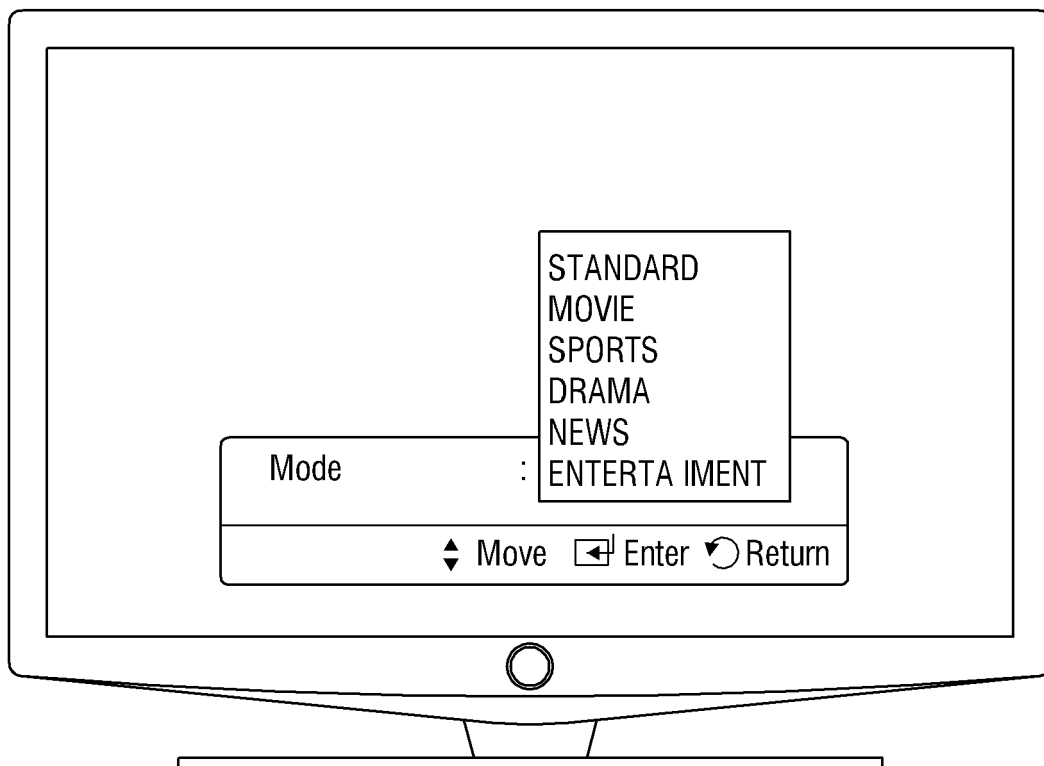 STANDARD
MOVIE
SPORTS
DRAMA
NEWS
Mode : ENTERTA IMENT
Move Enter Return